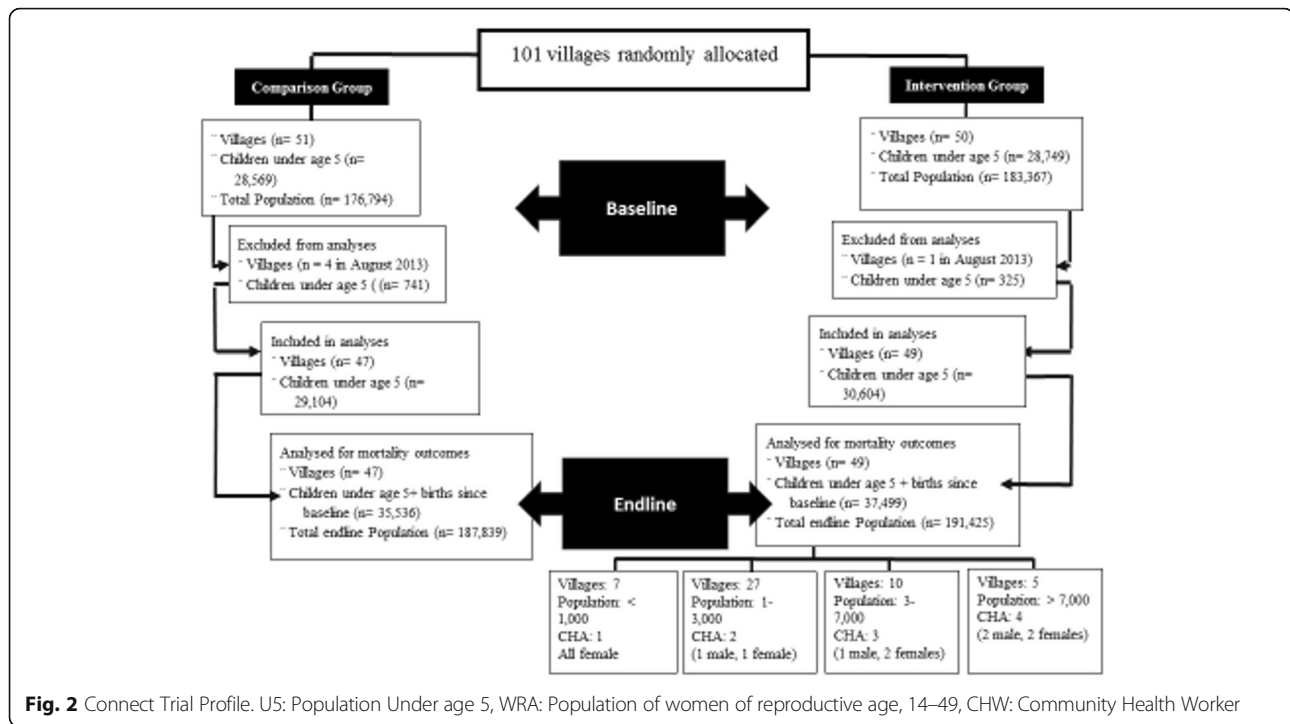 101 villages randomly allocated
Comparison Group
¨ Villages (n= 51)
¨ Children under age 5 (n=
28,569)
¨ Total Population (n= 176,794)
Excluded from analyses
¨ Villages (n = 4 in August 2013)
¨ Children under age 5 ( (n= 741)
Included in analyses
¨ Villages (n= 47)
¨ Children under age 5 (n=
29,104)
Analysed for mortality outcomes
¨ Villages (n= 47)
¨ Children under age 5+ births since
baseline (n= 35,536)
¨ Total endline Population (n= 187,839)
Baseline
Endline
Intervention Group
¨ Villages (n= 50)
¨ Children under age 5 (n= 28,749)
¨ Total Population (n= 183,367)
Excluded from analyses
¨ Villages (n = 1 in August 2013)
¨ Children under age 5 (n= 325)
Included in analyses
¨ Villages (n= 49)
¨ Children under age 5 (n=
30,604)
Analysed for mortality outcomes
¨ Villages (n= 49)
¨ Children under age 5 + births since
baseline (n= 37,499)
¨ Total endline Population (n= 191,425)
Villages: 7
Population: <
1,000
CHA: 1
All female
Villages: 27
Population: 1-
3,000
CHA: 2
(1 male, 1 female)
Villages: 10
Population: 3-
7,000
CHA: 3
(1 male, 2 females)
Villages: 5
Population: > 7,000
CHA: 4
(2 male, 2 females)
Fig. 2 Connect Trial Profile. U5: Population Under age 5, WRA: Population of women of reproductive age, 14–49, CHW: Community Health Worker